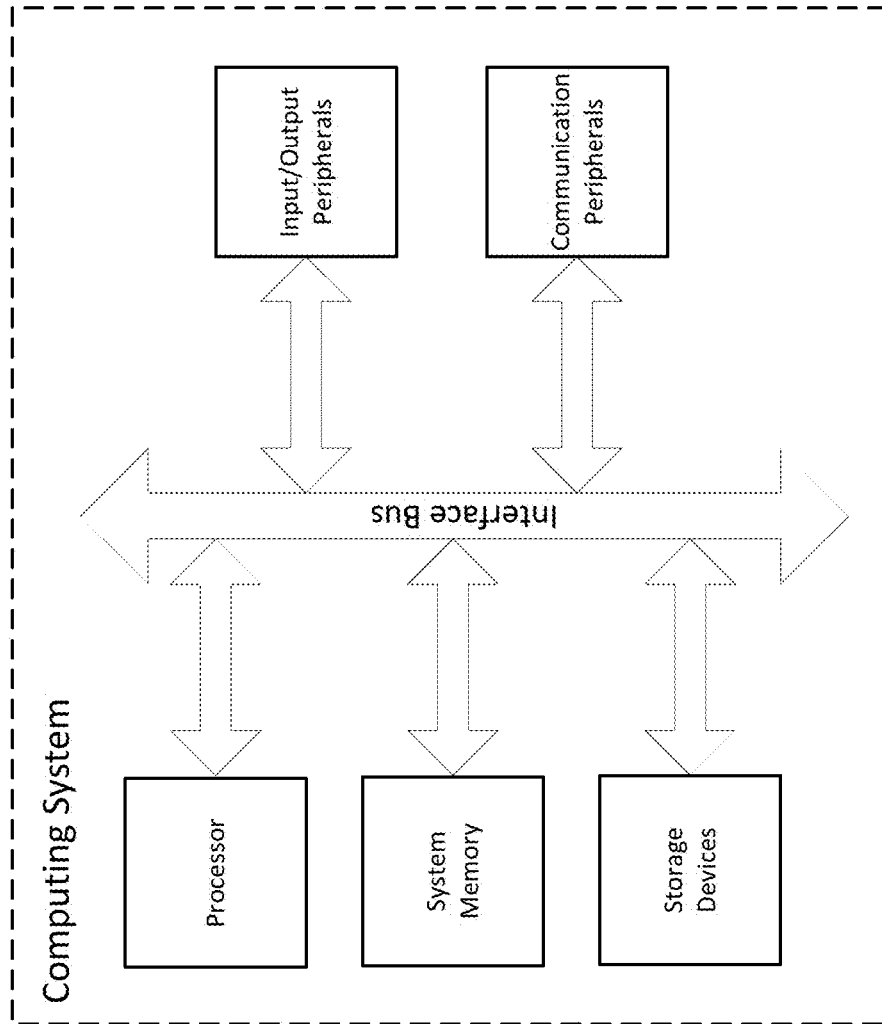 Computing System
Processor
System
Memory
Storage
Devices
Interface Bus
Input/Output
Peripherals
Communication
Peripherals